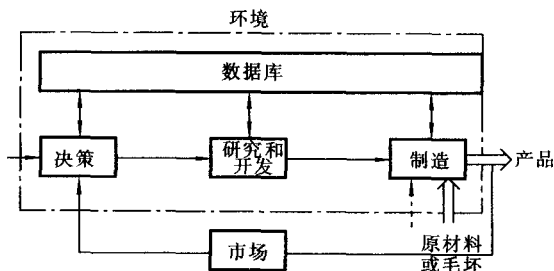 环境
数据库
决策
研究和
开发
制造
产品
市场
原材料
或毛坯